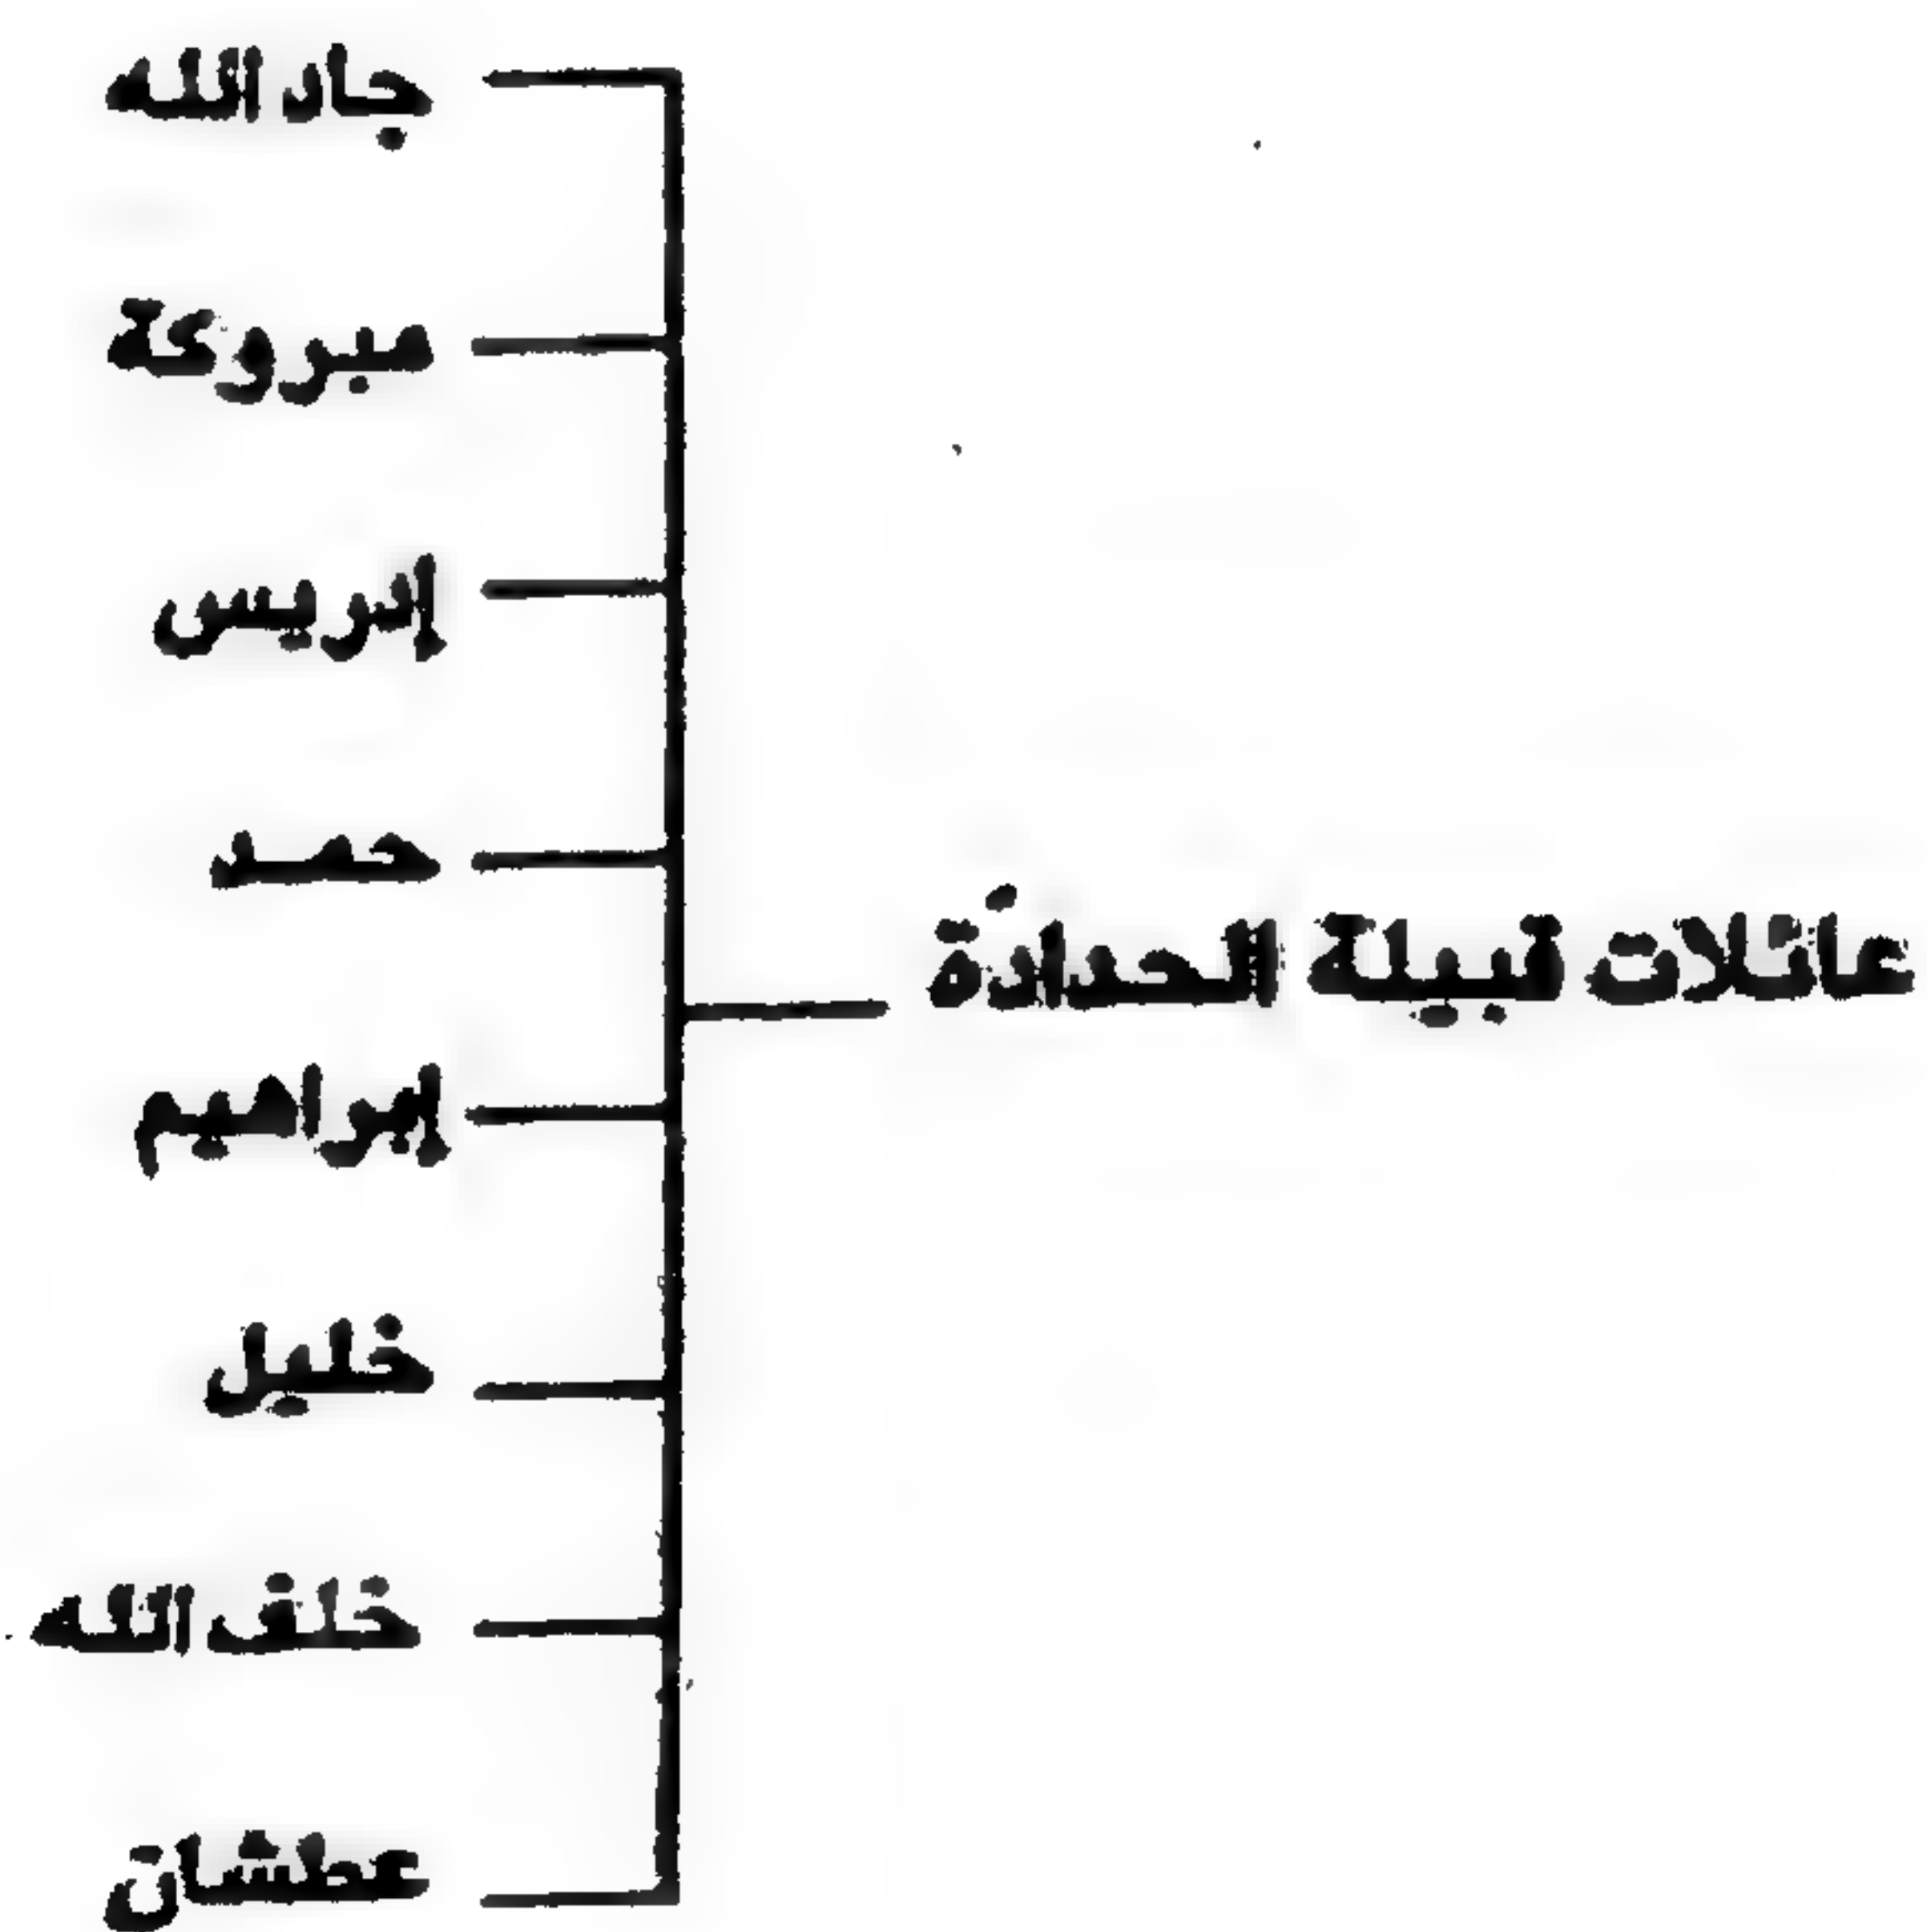 عائلات قبيلة الحدادة
جاد الله
مبروكة
إدريس
حمد
إبراهيم
خليل
خلف الله
عطشان